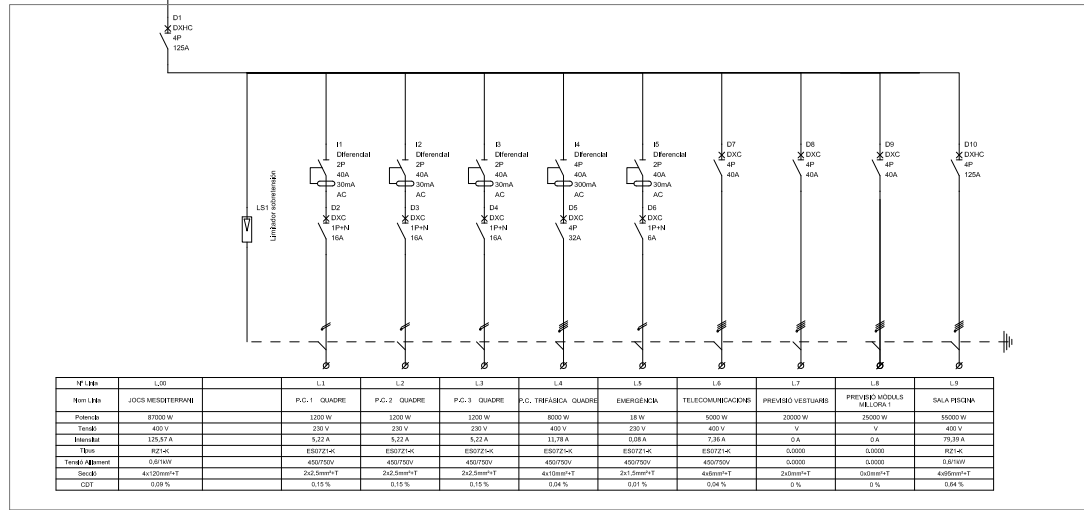 D1
DXHC
4P
125A
LS1
Limitador sobretensión
I1
Diferencial
2P
40A
30mA
AC
D2
DXC
1P+N
16A
I2
Diferencial
2P
40A
30mA
AC
D3
DXC
1P+N
16A
I3
Diferencial
2P
40A
30mA
AC
D4
DXC
1P+N
16A
I4
Diferencial
4P
40A
300mA
AC
D5
DXC
4P
32A
I5
Diferencial
2P
40A
30mA
AC
D6
DXC
1P+N
6A
D7
DXC
4P
40A
D8
DXC
4P
40A
D9
DXC
4P
40A
D10
DXHC
4P
125A
Nº Línia L.00 L.1 L.2 L.3 L.4 L.5 L.6 L.7 L.8 L.9
Nom Línia JOCS MESDITERRANI P.C. 1 QUADRE P.C. 2 QUADRE P.C. 3 QUADRE P.C. TRIFÀSICA QUADRE EMERGÈNCIA TELECOMUNICACIONS PREVISIÓ VESTUARIS PREVISIÓ MÒDULS MILLORA 1 SALA PISCINA
Potencia 87000 W 1200 W 1200 W 1200 W 8000 W 18 W 5000 W 20000 W 25000 W 55000 W
Tensió 400 V 230 V 230 V 230 V 400 V 230 V 400 V V V 400 V
Intensitat 125,57 A 5,22 A 5,22 A 5,22 A 11,78 A 0,08 A 7,36 A 0 A 0 A 79,39 A
Tipus RZ1-K ES07Z1-K ES07Z1-K ES07Z1-K ES07Z1-K ES07Z1-K ES07Z1-K 0.0000 0.0000 RZ1-K
Tensió Aïllament 0,6/1kW 450/750V 450/750V 450/750V 450/750V 450/750V 450/750V 0.0000 0.0000 0,6/1kW
Secció 4x120mm²+T 2x2,5mm²+T 2x2,5mm²+T 2x2,5mm²+T 4x10mm²+T 2x1,5mm²+T 4x6mm²+T 2x0mm²+T 0x0mm²+T 4x95mm²+T
CDT 0,09 % 0,15 % 0,15 % 0,15 % 0,04 % 0,01 % 0,04 % 0 % 0 % 0,64 %